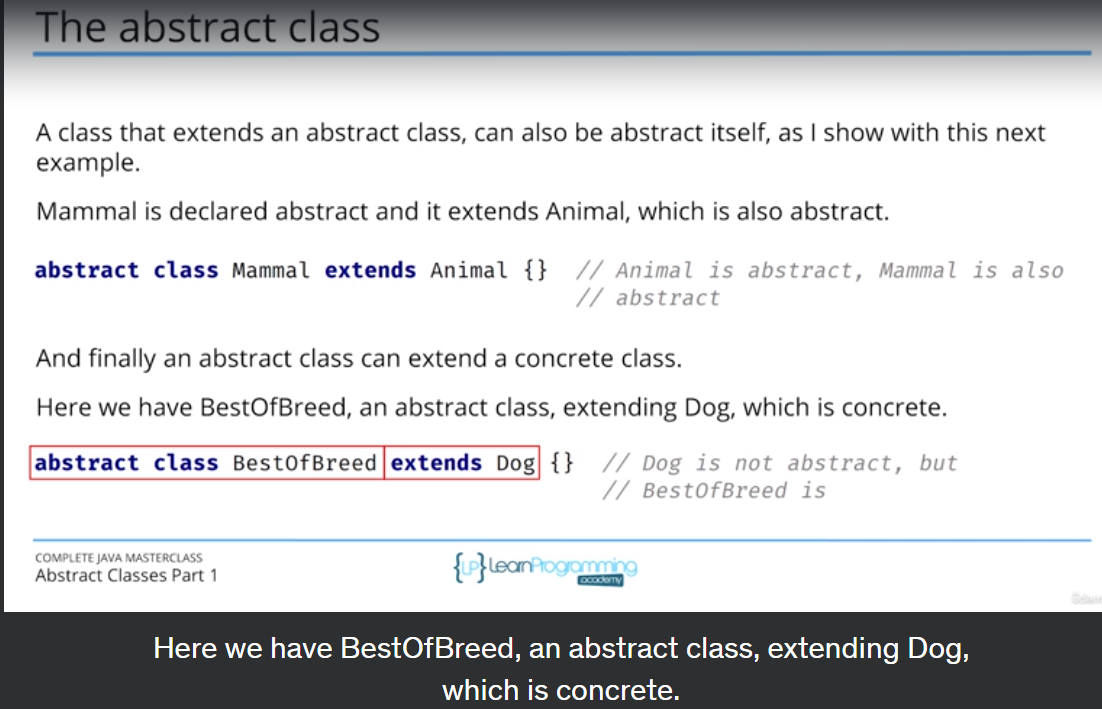 The abstract class
A class that extends an abstract class, can also be abstract itself, as I show with this next
example.
Mammal is declared abstract and it extends Animal, which is also abstract.
abstract class Mammal extends Animal {} // Animal is abstract, Mammal is also
// abstract
And finally an abstract class can extend a concrete class.
Here we have BestOfBreed, an abstract class, extending Dog, which is concrete.
abstract class BestOfBreed extends Dog {} // Dog is not abstract, but
// BestOfBreed is
COMPLETE JAVA MASTERCLASS
Abstract Classes Part 1
{LP} LearnProgramming
academy
Here we have BestOfBreed, an abstract class, extending Dog,
which is concrete.